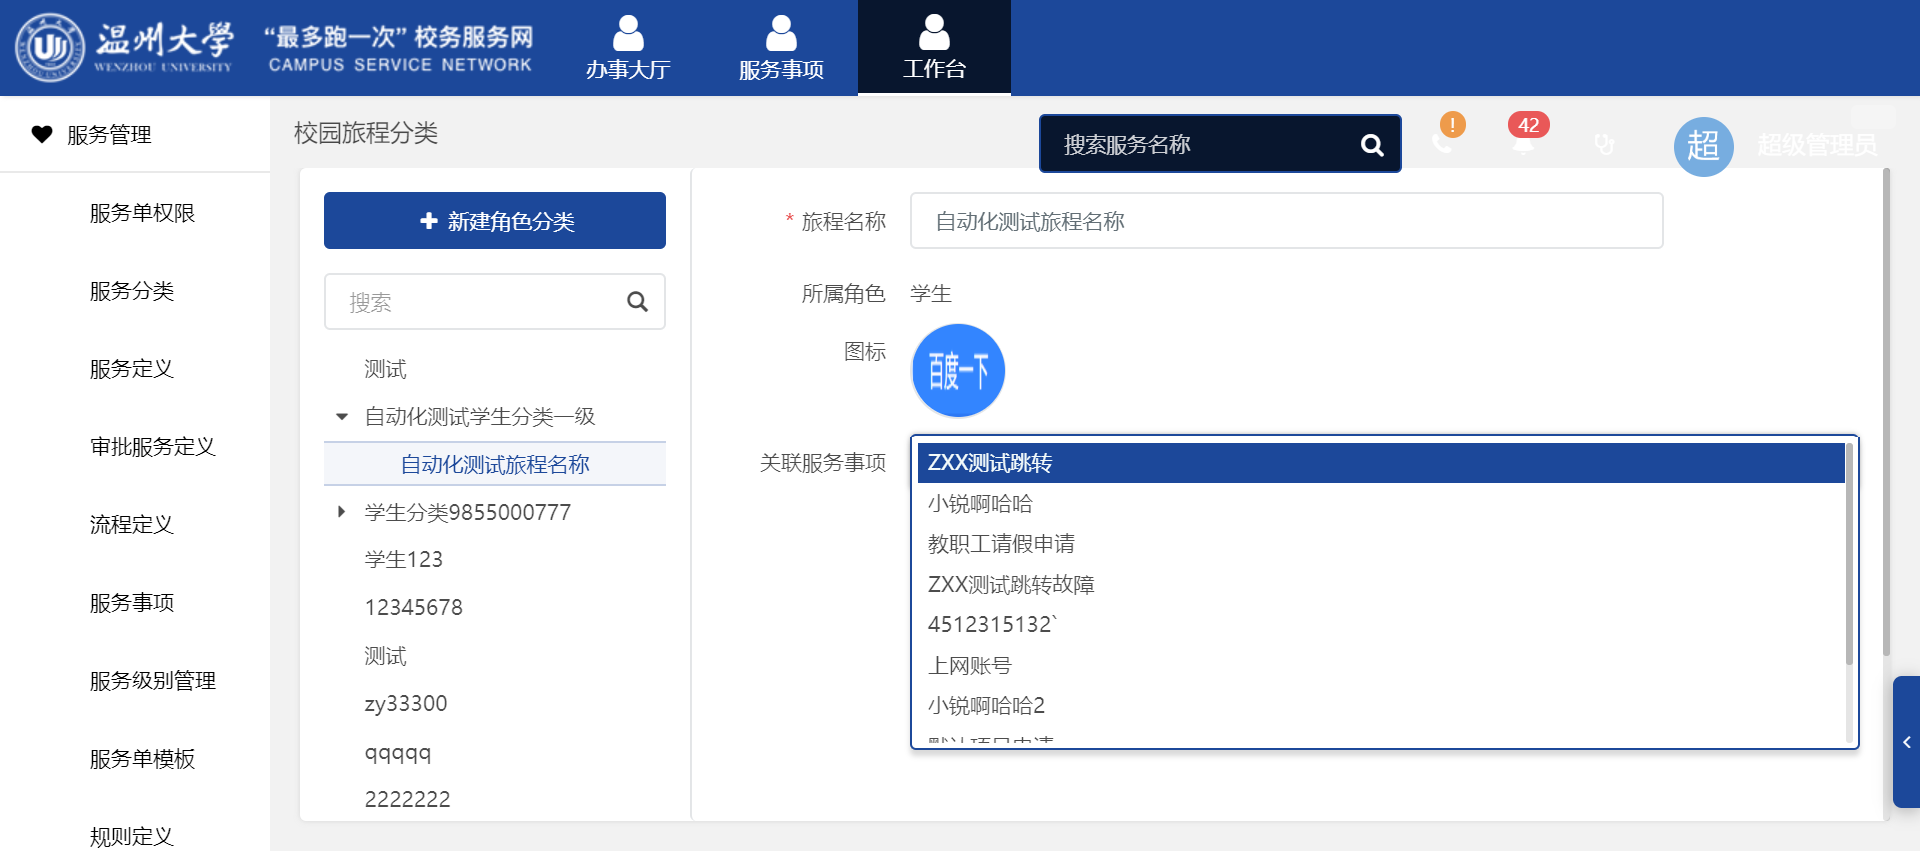 温州大学
WENZHOU UNIVERSITY
“最多跑一次”校务服务网
CAMPUS SERVICE NETWORK
办事大厅
服务事项
工作台
服务管理
服务单权限
服务分类
服务定义
审批服务定义
流程定义
服务事项
服务级别管理
服务单模板
规则定义
校园旅程分类
搜索服务名称
!
42
超
超级管理员
新建角色分类
搜索
测试
自动化测试学生分类一级
自动化测试旅程名称
学生分类9855000777
学生123
12345678
测试
zy33300
qqqqq
2222222
* 旅程名称
自动化测试旅程名称
所属角色
学生
图标
百度一下
关联服务事项
ZXX测试跳转
小锐啊哈哈
教职工请假申请
ZXX测试跳转故障
4512315132`
上网账号
小锐啊哈哈2